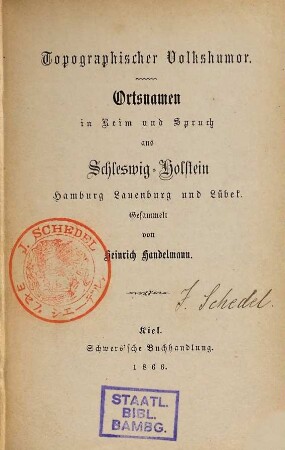 Topographischer Volkshumor.
Ortsnamen
in Reim und Spruch
aus
Schleswig-Holstein
Hamburg Lauenburg und Lübek.
Gesammelt
von
Heinrich Handelmann.
J. SCHEDEL
J. Schedel.
Kiel.
Schwers'sche Buchhandlung.
1866.
STAATL.
BIBL.
BAMBG.